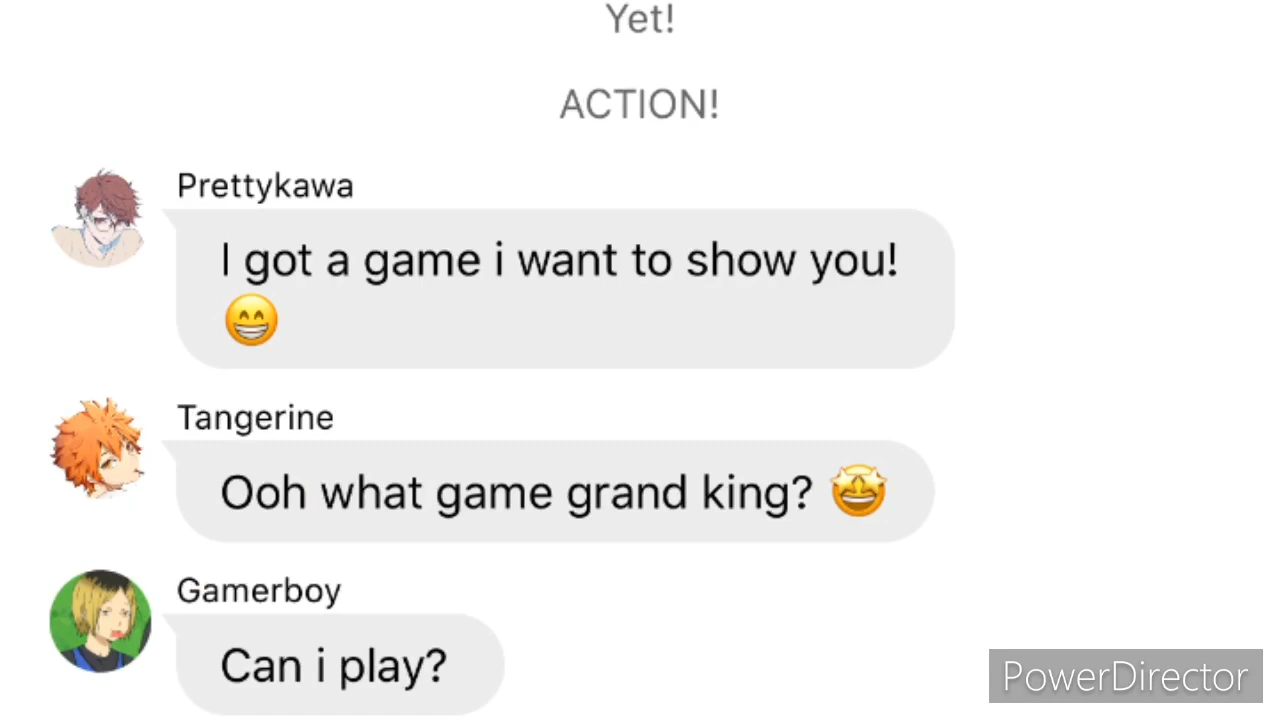 Yet!
ACTION!
Prettykawa
I got a game i want to show you!
😁
Tangerine
Ooh what game grand king? 🤩
Gamerboy
Can i play?
PowerDirector